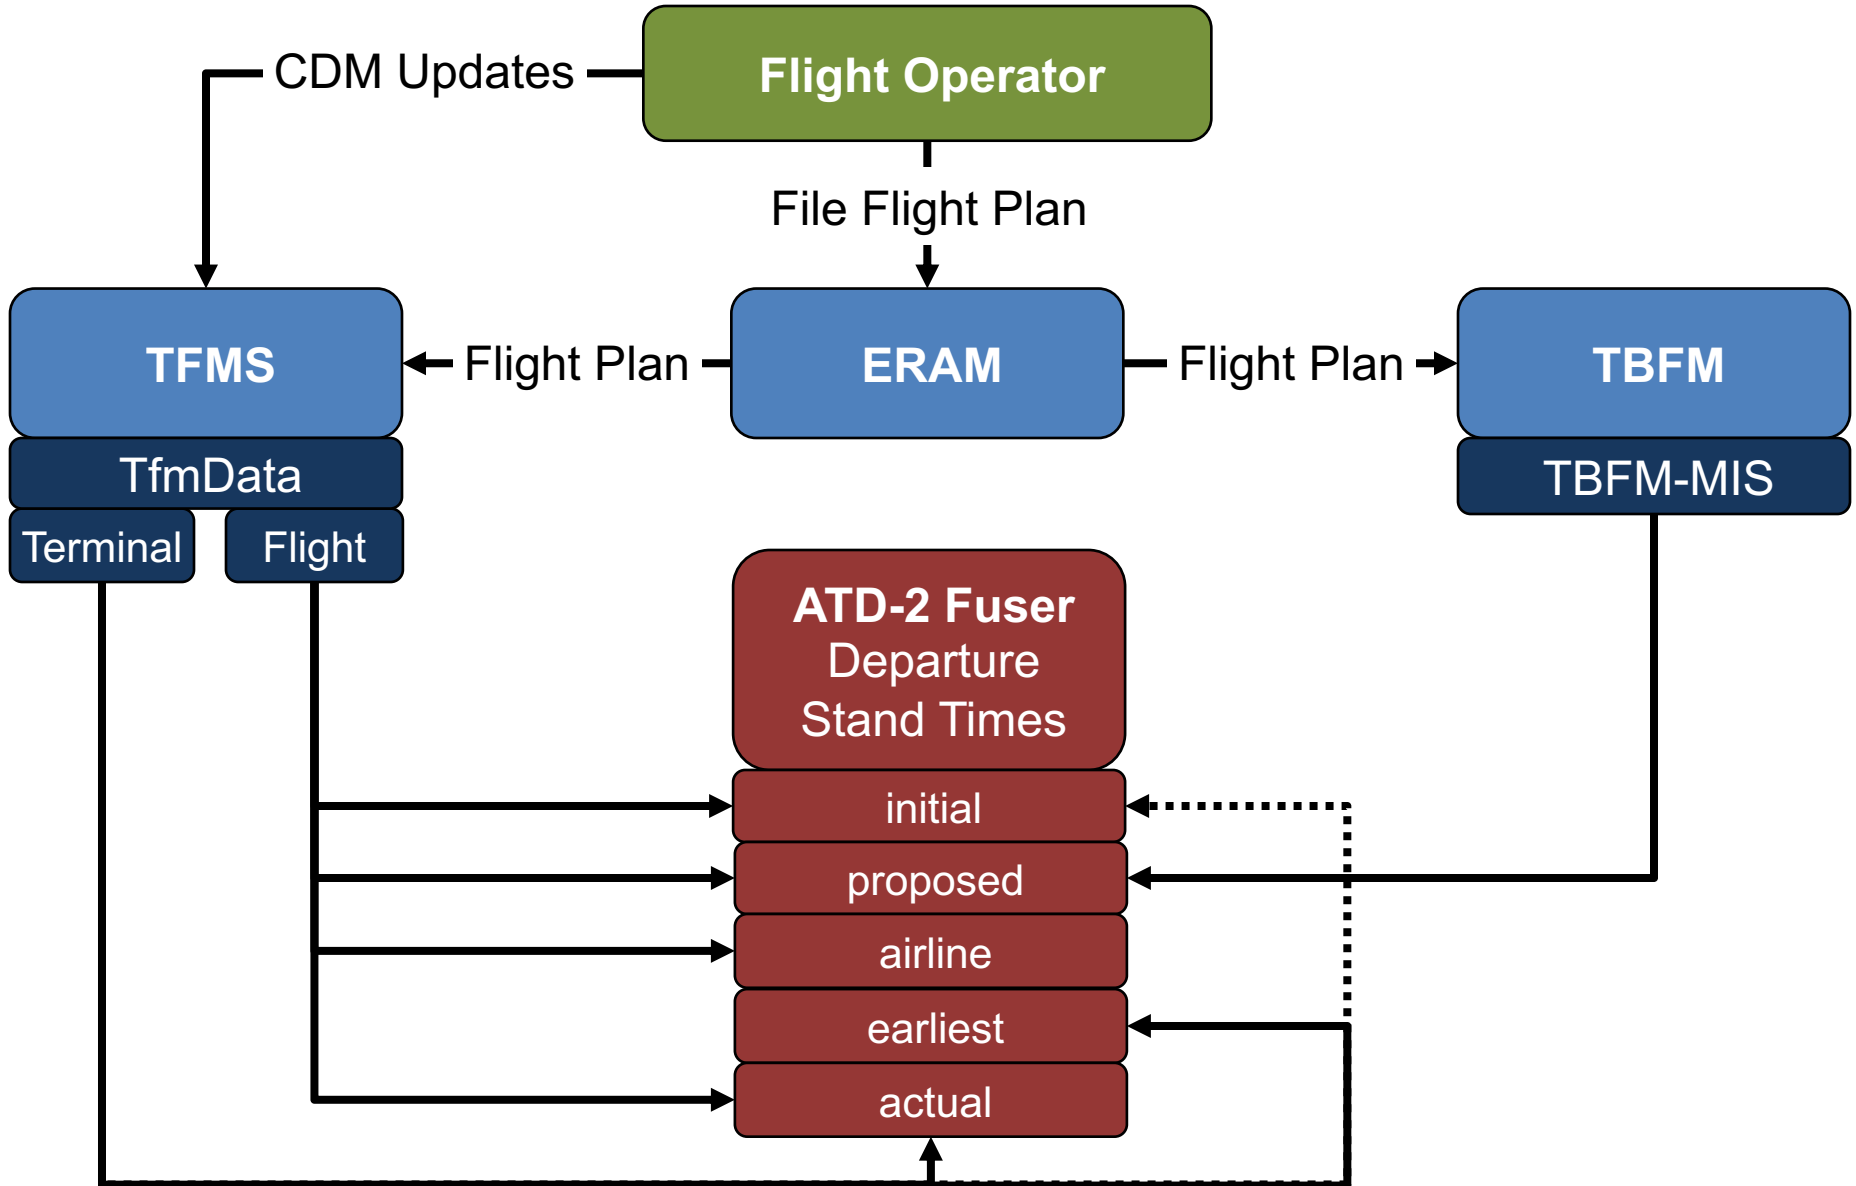 Flight Operator
CDM Updates
File Flight Plan
TFMS
Flight Plan
ERAM
Flight Plan
TBFM
TfmData
TBFM-MIS
Terminal
Flight
ATD-2 Fuser
Departure
Stand Times
initial
proposed
airline
earliest
actual